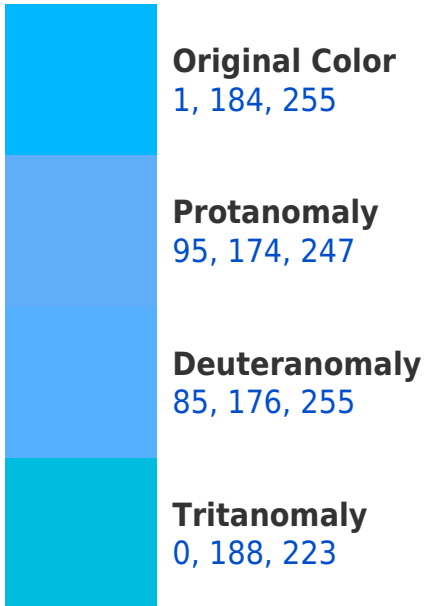 Original Color
1, 184, 255
Protanomaly
95, 174, 247
Deuteranomaly
85, 176, 255
Tritanomaly
0, 188, 223